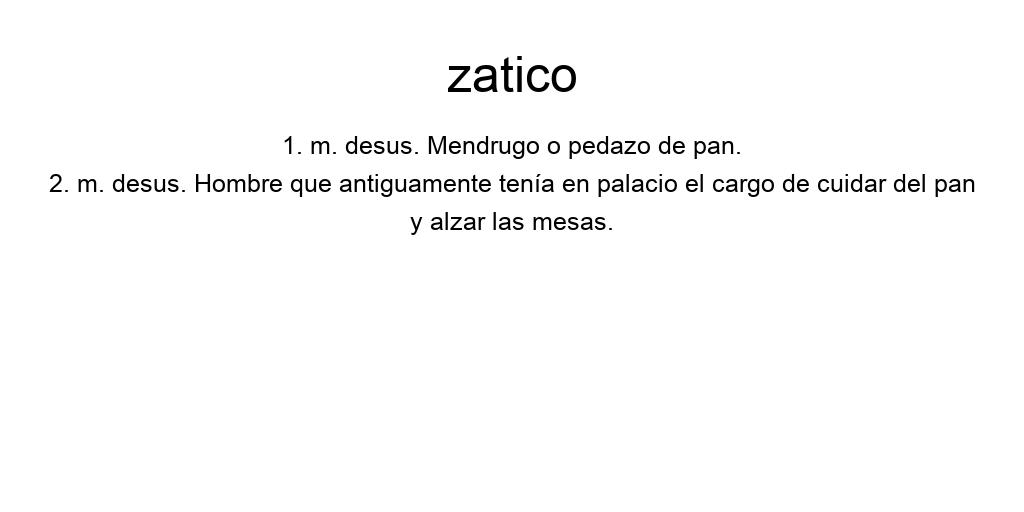 zatico
1. m. desus. Mendrugo o pedazo de pan.
2. m. desus. Hombre que antiguamente tenía en palacio el cargo de cuidar del pan
y alzar las mesas.